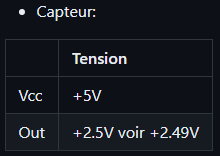 • Capteur:
Tension
Vcc +5V
Out +2.5V voir +2.49V